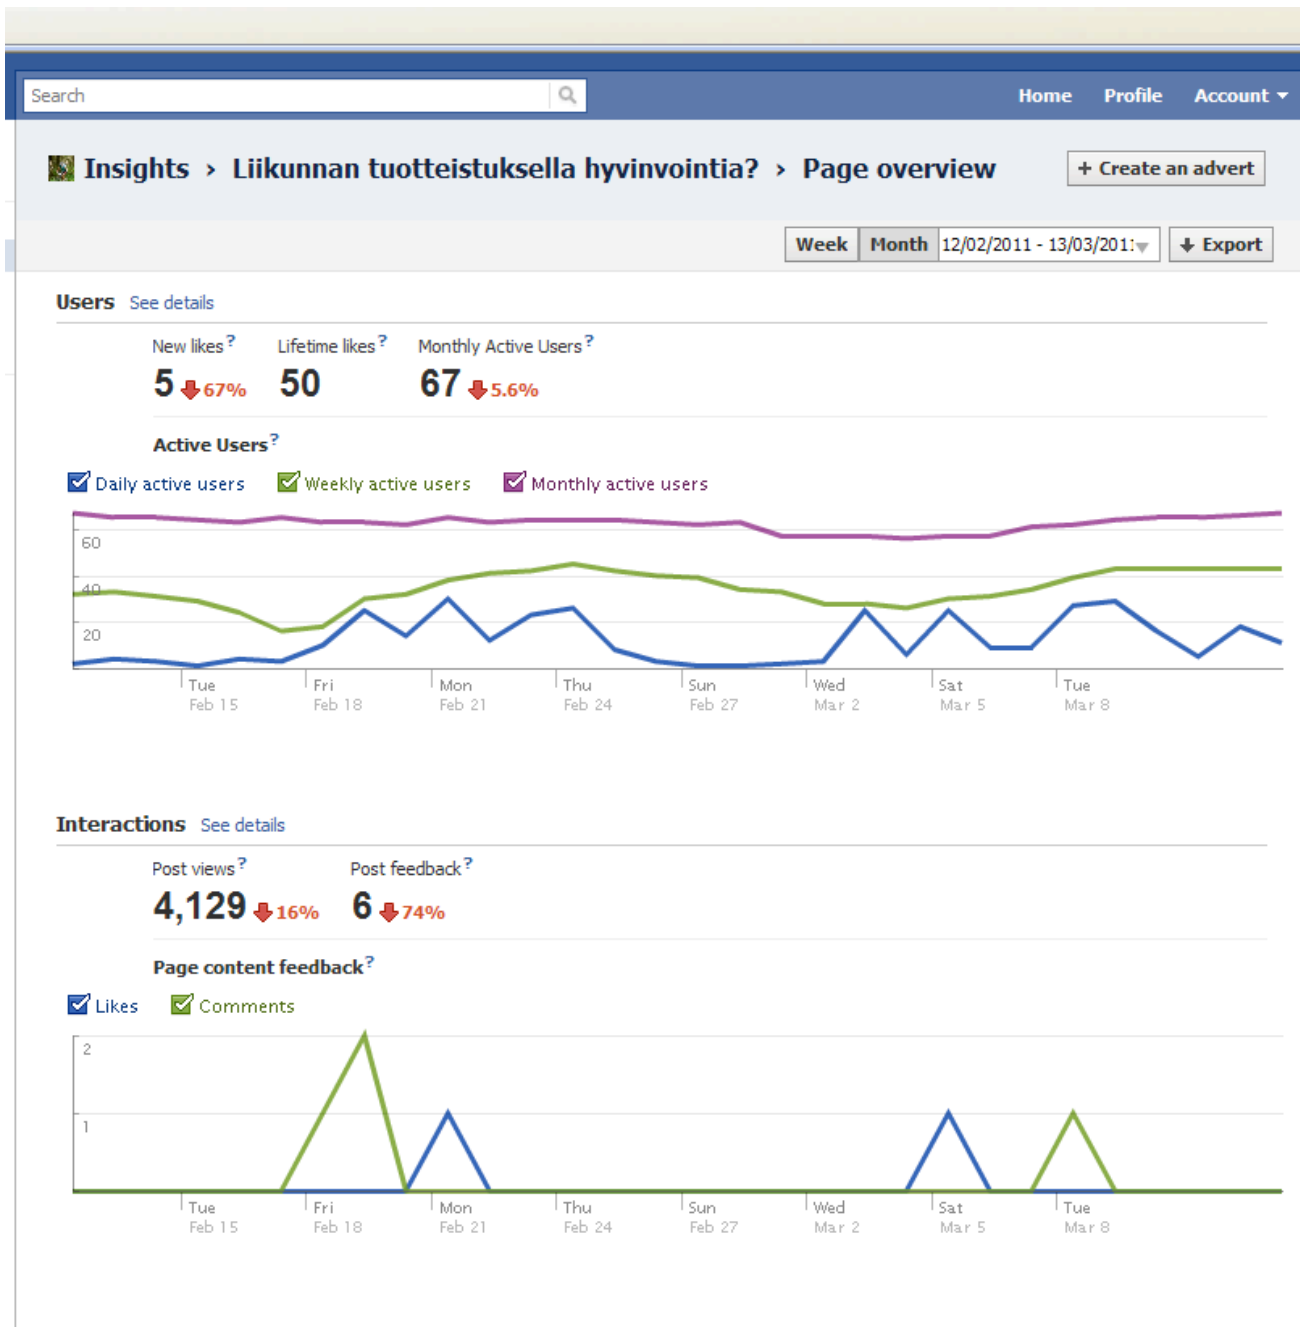 Search
Home Profile Account
Insights › Liikunnan tuotteistuksella hyvinvointia? › Page overview
+ Create an advert
Week Month 12/02/2011 - 13/03/201 Export
Users See details
New likes? Lifetime likes? Monthly Active Users?
5 67% 50 67 5.6%
Active Users?
Daily active users Weekly active users Monthly active users
60
40
20
Tue Fri Mon Thu Sun Wed Sat Tue
Feb 15 Feb 18 Feb 21 Feb 24 Feb 27 Mar 2 Mar 5 Mar 8
Interactions See details
Post views? Post feedback?
4,129 16% 6 74%
Page content feedback?
Likes Comments
2
1
Tue Fri Mon Thu Sun Wed Sat Tue
Feb 15 Feb 18 Feb 21 Feb 24 Feb 27 Mar 2 Mar 5 Mar 8